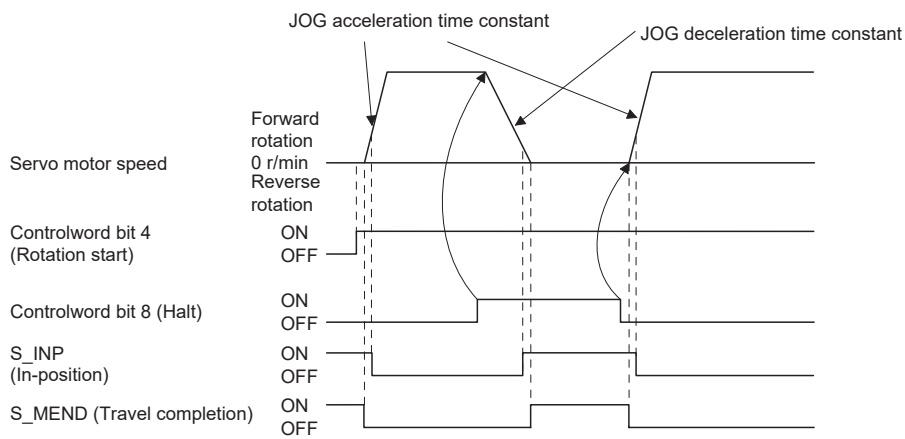 JOG acceleration time constant
JOG deceleration time constant
Forward
rotation
Servo motor speed
0 r/min
Reverse
rotation
Controlword bit 4
(Rotation start)
ON
OFF
Controlword bit 8 (Halt)
ON
OFF
S_INP
(In-position)
ON
OFF
S_MEND (Travel completion)
ON
OFF